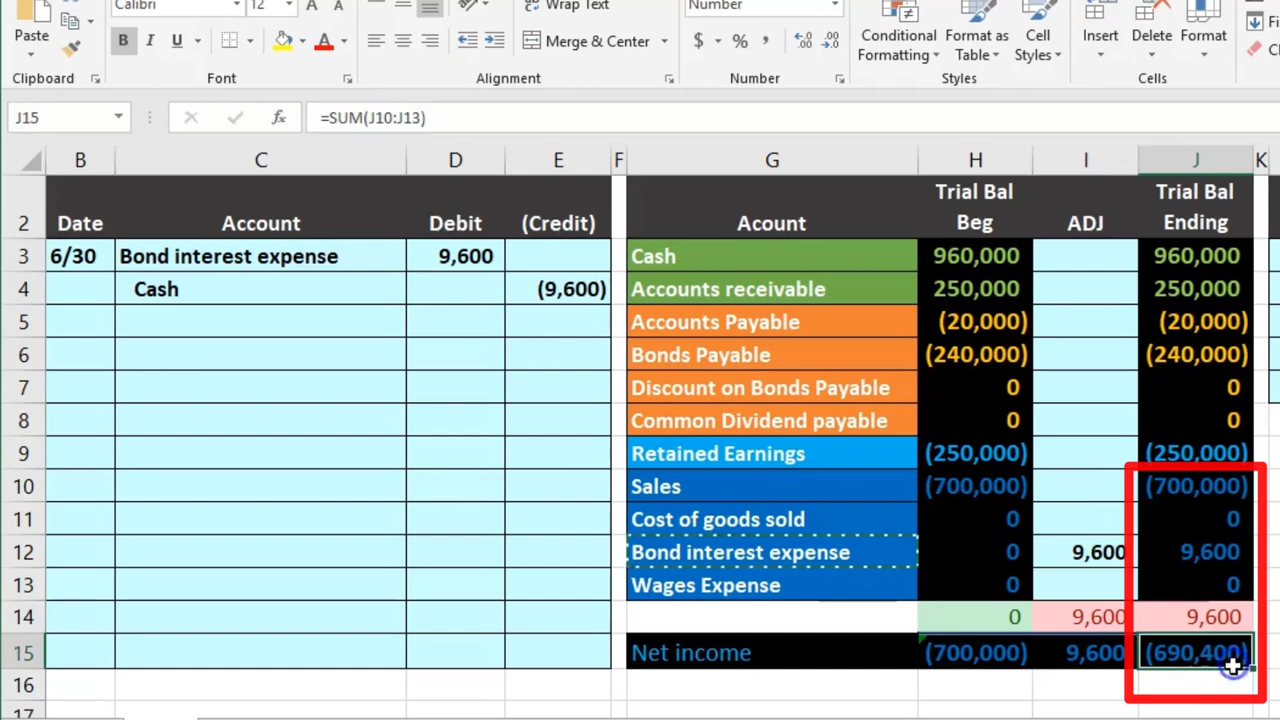 Calibri 12 A A Wrap Text Number
Paste B I U Merge & Center $ % , Conditional Format as Cell Insert Delete Format
Formatting Table Styles
Clipboard Font Alignment Number Styles Cells
J15 fx =SUM(J10:J13)
B C D E F G H I J K
Trial Bal Trial Bal
2 Date Account Debit (Credit) Acount Beg ADJ Ending
3 6/30 Bond interest expense 9,600 Cash 960,000 960,000
4 Cash (9,600) Accounts receivable 250,000 250,000
5 Accounts Payable (20,000) (20,000)
6 Bonds Payable (240,000) (240,000)
7 Discount on Bonds Payable 0 0
8 Common Dividend payable 0 0
9 Retained Earnings (250,000) (250,000)
10 Sales (700,000) (700,000)
11 Cost of goods sold 0 0
12 Bond interest expense 0 9,600 9,600
13 Wages Expense 0 0
14 0 9,600 9,600
15 Net income (700,000) 9,600 (690,400)
16
17